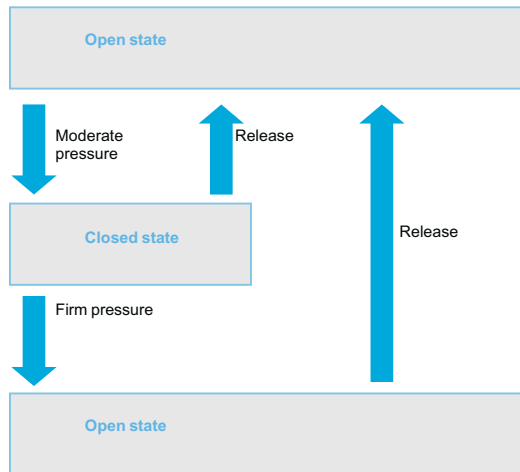 Open state
Moderate
pressure
Release
Closed state
Release
Firm pressure
Open state